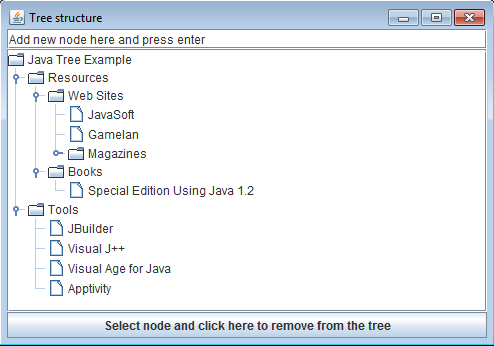 Tree structure
Add new node here and press enter
Java Tree Example
Resources
Web Sites
JavaSoft
Gamelan
Magazines
Books
Special Edition Using Java 1.2
Tools
JBuilder
Visual J++
Visual Age for Java
Apptivity
Select node and click here to remove from the tree